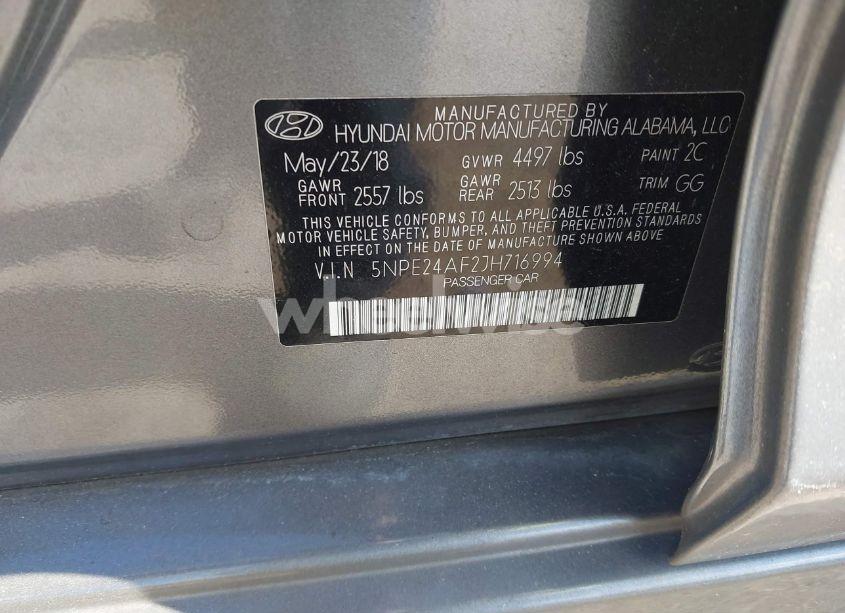 MANUFACTURED BY
HYUNDAI MOTOR MANUFACTURING ALABAMA, LLC
May/23/18 GVWR 4497 lbs PAINT 2C
GAWR FRONT 2557 lbs GAWR REAR 2513 lbs TRIM GG
THIS VEHICLE CONFORMS TO ALL APPLICABLE U.S.A. FEDERAL
MOTOR VEHICLE SAFETY, BUMPER, AND THEFT PREVENTION STANDARDS
IN EFFECT ON THE DATE OF MANUFACTURE SHOWN ABOVE
V.I.N 5NPE24AF2JH716994
PASSENGER CAR
wheelwise